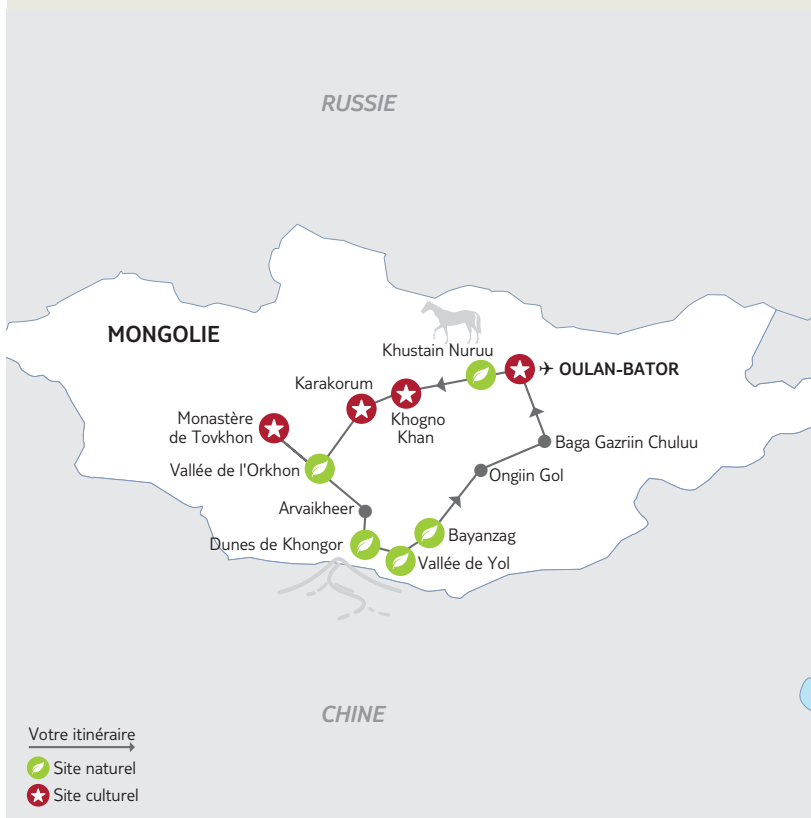 RUSSIE
MONGOLIE
Khustain Nuruu
OULAN-BATOR
Karakorum
Khogno
Khan
Monastère
de Tovkhon
Baga Gazriin Chuluu
Vallée de l'Orkhon
Ongiin Gol
Arvaikheer
Bayanzag
Dunes de Khongor
Vallée de Yol
CHINE
Votre itinéraire
Site naturel
Site culturel